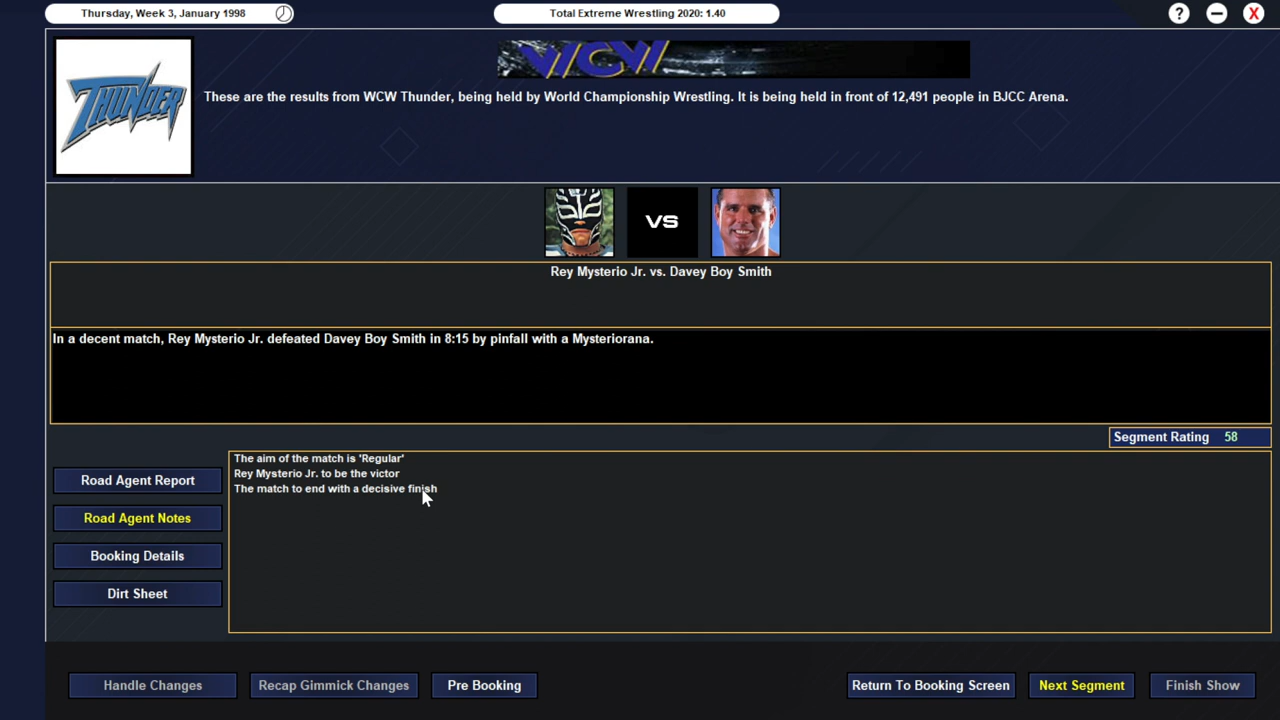 Thursday, Week 3, January 1998
Total Extreme Wrestling 2020: 1.40
?
X
WCW
THUNDER
These are the results from WCW Thunder, being held by World Championship Wrestling. It is being held in front of 12,491 people in BJCC Arena.
VS
Rey Mysterio Jr. vs. Davey Boy Smith
In a decent match, Rey Mysterio Jr. defeated Davey Boy Smith in 8:15 by pinfall with a Mysteriorana.
Segment Rating 58
Road Agent Report
Road Agent Notes
Booking Details
Dirt Sheet
The aim of the match is 'Regular'
Rey Mysterio Jr. to be the victor
The match to end with a decisive finish
Handle Changes
Recap Gimmick Changes
Pre Booking
Return To Booking Screen
Next Segment
Finish Show